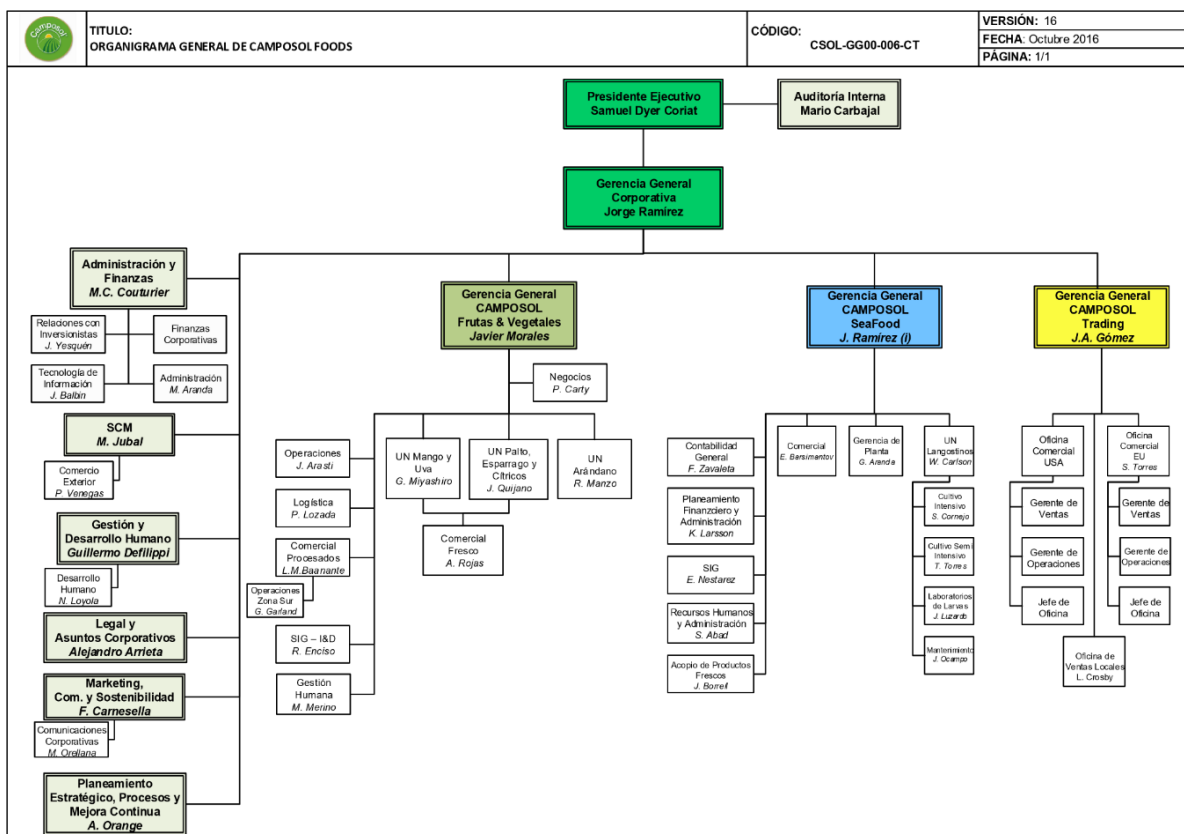 Camposol
TITULO:
ORGANIGRAMA GENERAL DE CAMPOSOL FOODS
CÓDIGO:
CSOL-GG00-006-CT
VERSIÓN: 16
FECHA: Octubre 2016
PÁGINA: 1/1
Presidente Ejecutivo
Samuel Dyer Coriat
Auditoría Interna
Mario Carbajal
Gerencia General
Corporativa
Jorge Ramírez
Administración y
Finanzas
M.C. Couturier
Relaciones con
Inversionistas
J. Yesquén
Finanzas
Corporativas
Tecnología de
Información
J. Balbin
Administración
M. Aranda
SCM
M. Jubal
Comercio
Exterior
P. Venegas
Gestión y
Desarrollo Humano
Guillermo Defilippi
Desarrollo
Humano
N. Loyola
Legal y
Asuntos Corporativos
Alejandro Arrieta
Marketing,
Com. y Sostenibilidad
F. Carnesella
Comunicaciones
Corporativas
M. Orellana
Planeamiento
Estratégico, Procesos y
Mejora Continua
A. Orange
Gerencia General
CAMPOSOL
Frutas & Vegetales
Javier Morales
Negocios
P. Carty
Operaciones
J. Arasti
Logística
P. Lozada
Comercial
Procesados
L.M.Baanante
Operaciones
Zona Sur
G. Garland
SIG – I&D
R. Enciso
Gestión
Humana
M. Merino
UN Mango y
Uva
G. Miyashiro
UN Palto,
Esparrago y
Cítricos
J. Quijano
UN
Arándano
R. Manzo
Comercial
Fresco
A. Rojas
Gerencia General
CAMPOSOL
SeaFood
J. Ramírez (i)
Contabilidad
General
F. Zavaleta
Planeamiento
Finanzciero y
Administración
K. Larsson
SIG
E. Nestarez
Recursos Humanos
y Administración
S. Abad
Acopio de Productos
Frescos
J. Borrell
Comercial
E. Bersimentov
Gerencia de
Planta
G. Arenda
UN
Langostinos
W. Carlson
Cultivo
Intensivo
S. Cornejo
Cultivo Semi
Intensivo
T. Torres
Laboratorios
de Larvas
J. Luzardo
Mantenimiento
J. Ocampo
Gerencia General
CAMPOSOL
Trading
J.A. Gómez
Oficina
Comercial
USA
Gerente de
Ventas
Gerente de
Operaciones
Jefe de
Oficina
Oficina
Comercial
EU
S. Torres
Gerente de
Ventas
Gerente de
Operaciones
Jefe de
Oficina
Oficina de
Ventas Locales
L. Crosby